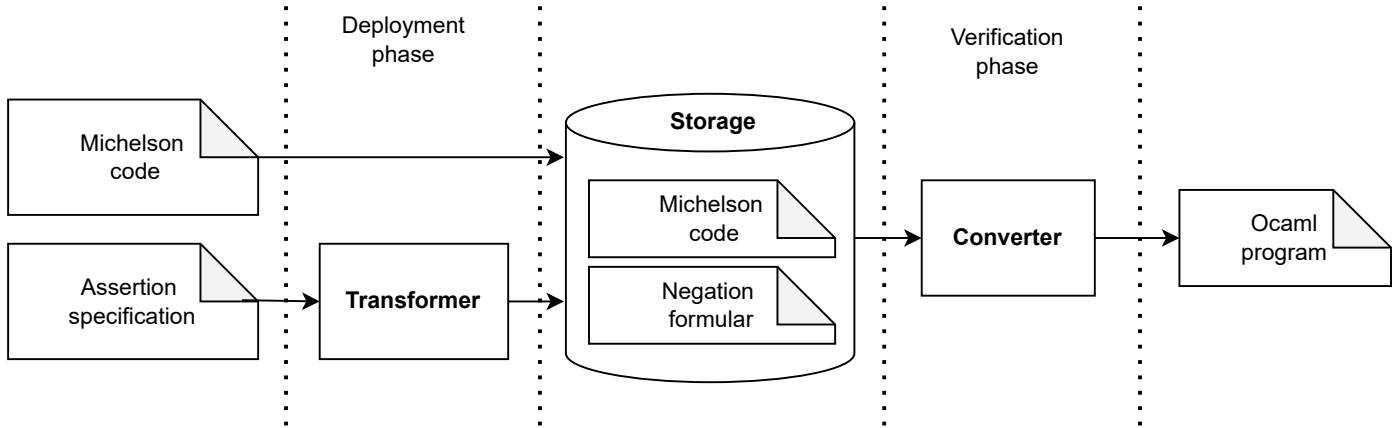 Deployment
phase
Verification
phase
Michelson
code
Assertion
specification
Transformer
Storage
Michelson
code
Negation
formular
Converter
Ocaml
program